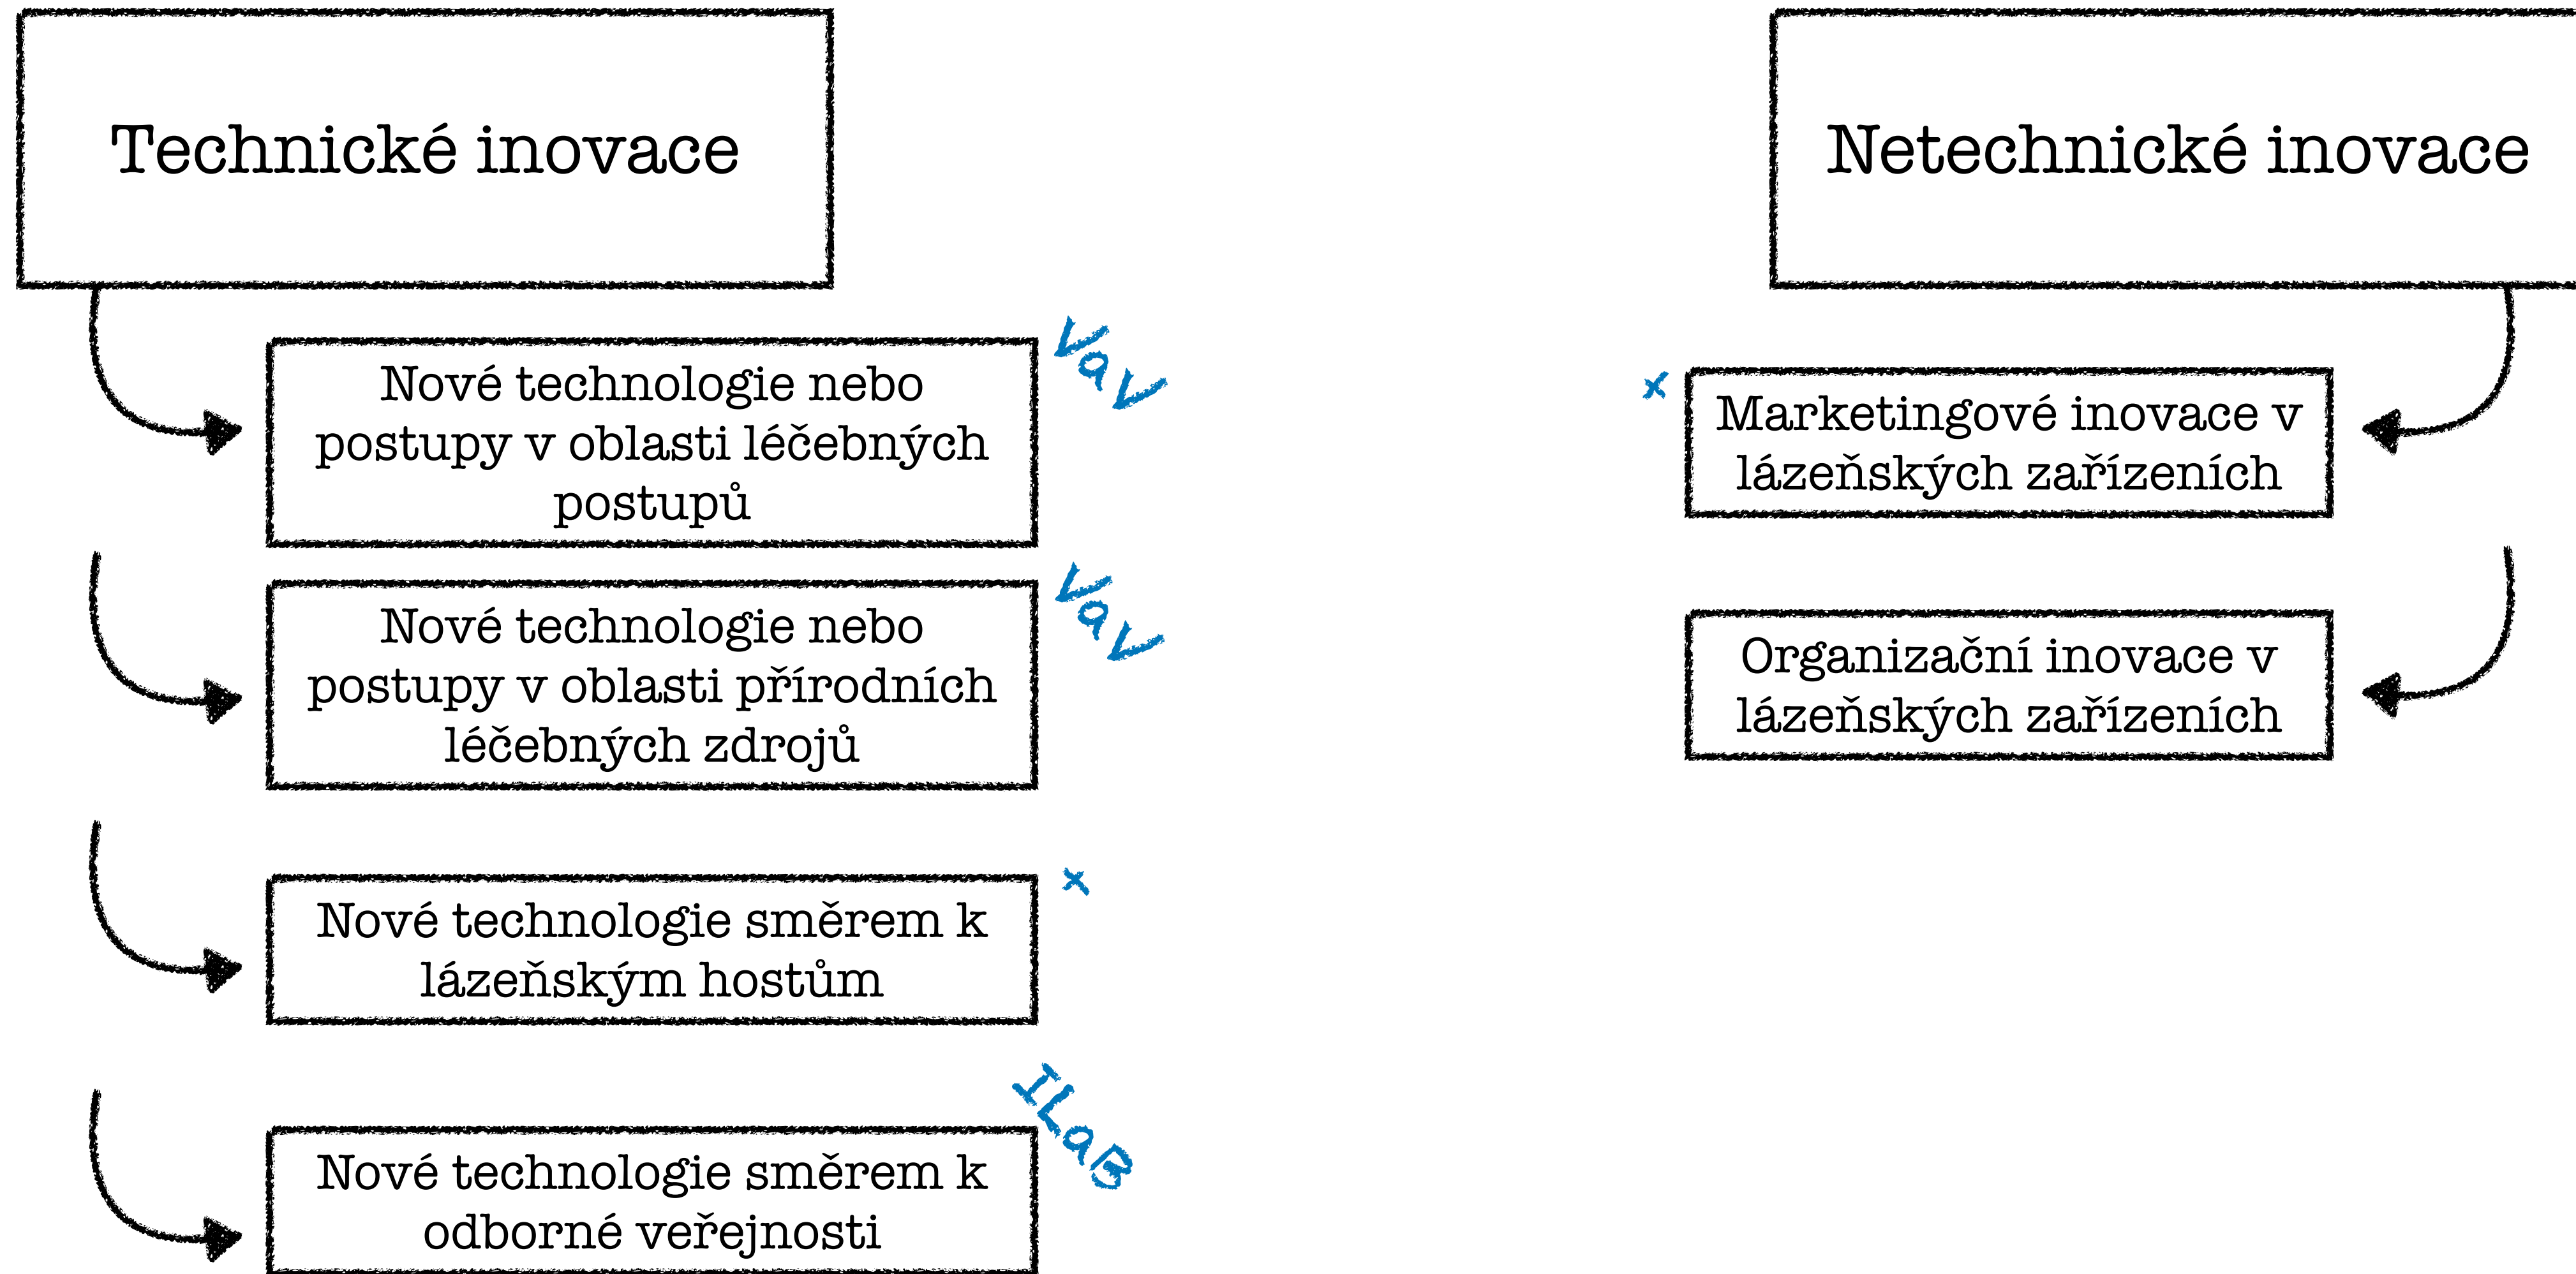 Technické inovace
Nové technologie nebo
postupy v oblasti léčebných
postupů
VaV
Nové technologie nebo
postupy v oblasti přírodních
léčebných zdrojů
VaV
Nové technologie směrem k
lázeňským hostům
x
Nové technologie směrem k
odborné veřejnosti
ILaB
Netechnické inovace
x
Marketingové inovace v
lázeňských zařízeních
Organizační inovace v
lázeňských zařízeních